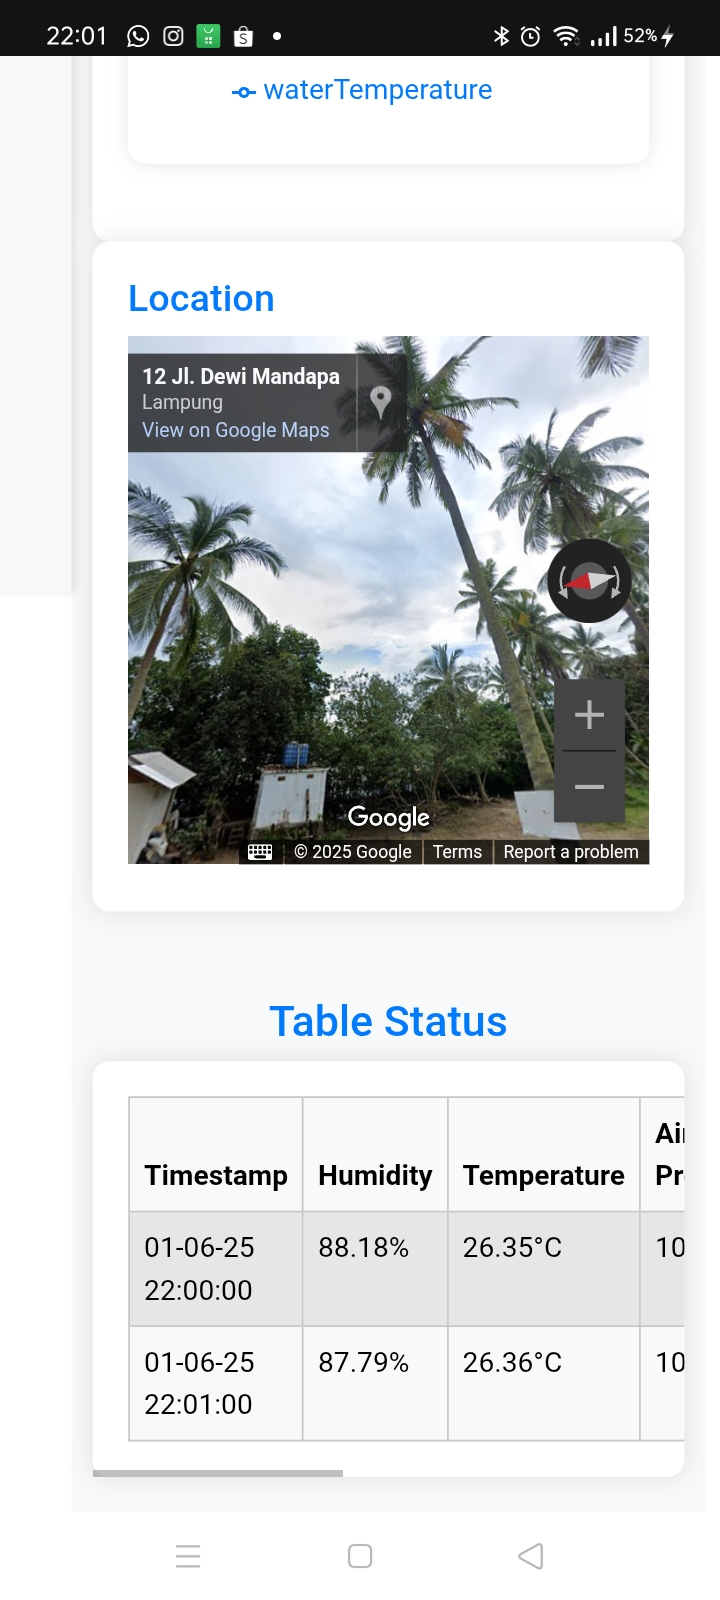 22:01
52%
waterTemperature
Location
12 Jl. Dewi Mandapa
Lampung
View on Google Maps
Google
© 2025 Google Terms Report a problem
Table Status
Timestamp Humidity Temperature
01-06-25 22:00:00 88.18% 26.35°C 10
01-06-25 22:01:00 87.79% 26.36°C 10